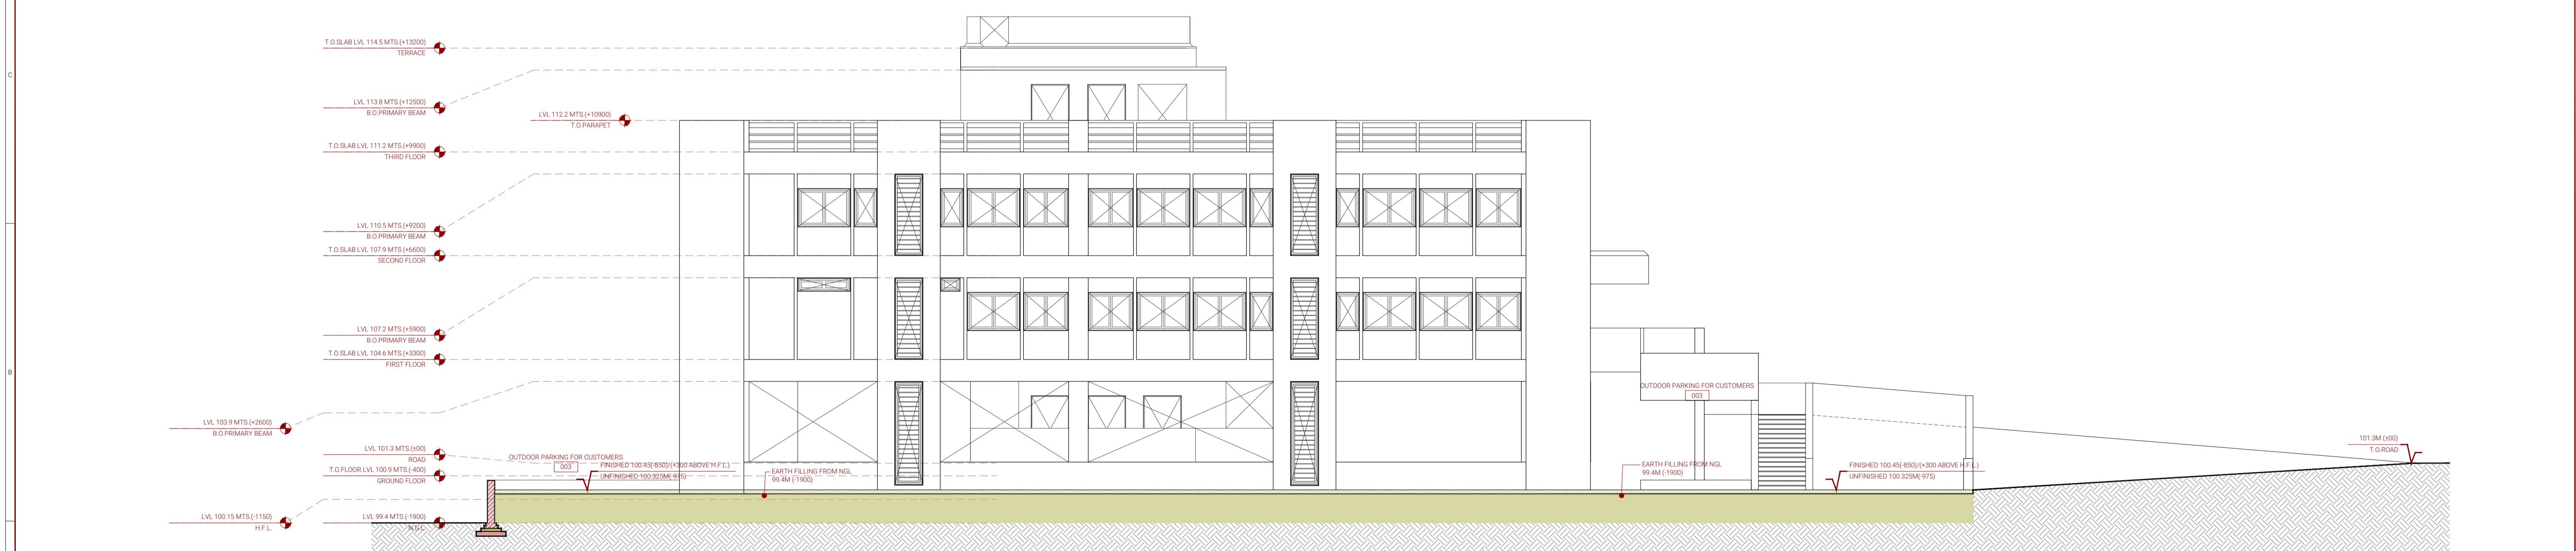 C
B
T.O.SLAB LVL 114.5 MTS.(+13200)
TERRACE
LVL 113.8 MTS.(+12500)
B.O.PRIMARY BEAM
LVL 112.2 MTS.(+10900)
T.O.PARAPET
T.O.SLAB LVL 111.2 MTS.(+9900)
THIRD FLOOR
LVL 110.5 MTS.(+9200)
B.O.PRIMARY BEAM
T.O.SLAB LVL 107.9 MTS.(+6600)
SECOND FLOOR
LVL 107.2 MTS.(+5900)
B.O.PRIMARY BEAM
T.O.SLAB LVL 104.6 MTS.(+3300)
FIRST FLOOR
LVL 103.9 MTS.(+2600)
B.O.PRIMARY BEAM
LVL 101.3 MTS.(±00)
ROAD
T.O.FLOOR LVL 100.9 MTS.(-400)
GROUND FLOOR
LVL 100.15 MTS.(-1150)
H.F.L.
LVL 99.4 MTS.(-1900)
N.G.L.
OUTDOOR PARKING FOR CUSTOMERS
003
FINISHED 100.45(-850)/(+300 ABOVE H.F.L.)
UNFINISHED 100.325M(-975)
EARTH FILLING FROM NGL
99.4M (-1900)
OUTDOOR PARKING FOR CUSTOMERS
003
EARTH FILLING FROM NGL
99.4M (-1900)
FINISHED 100.45(-850)/(+300 ABOVE H.F.L.)
UNFINISHED 100.325M(-975)
101.3M (±00)
T.O.ROAD